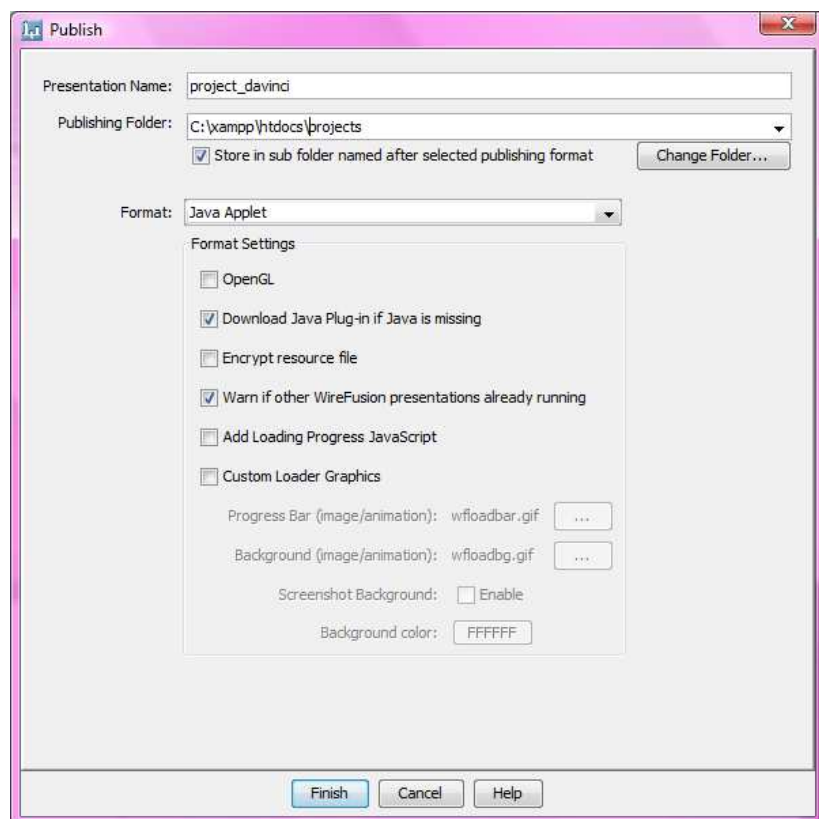 Publish
Presentation Name: project_davinci
Publishing Folder: C:\xampp\htdocs\projects
Store in sub folder named after selected publishing format Change Folder...
Format: Java Applet
Format Settings
OpenGL
Download Java Plug-in if Java is missing
Encrypt resource file
Warn if other WireFusion presentations already running
Add Loading Progress JavaScript
Custom Loader Graphics
Progress Bar (image/animation): wfloadbar.gif ...
Background (image/animation): wfloadbg.gif ...
Screenshot Background: Enable
Background color: FFFFFF
Finish Cancel Help